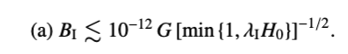 (a) B_I ≲ 10^{-12} G [min {1, λ_I H_0}]^{-1/2}.